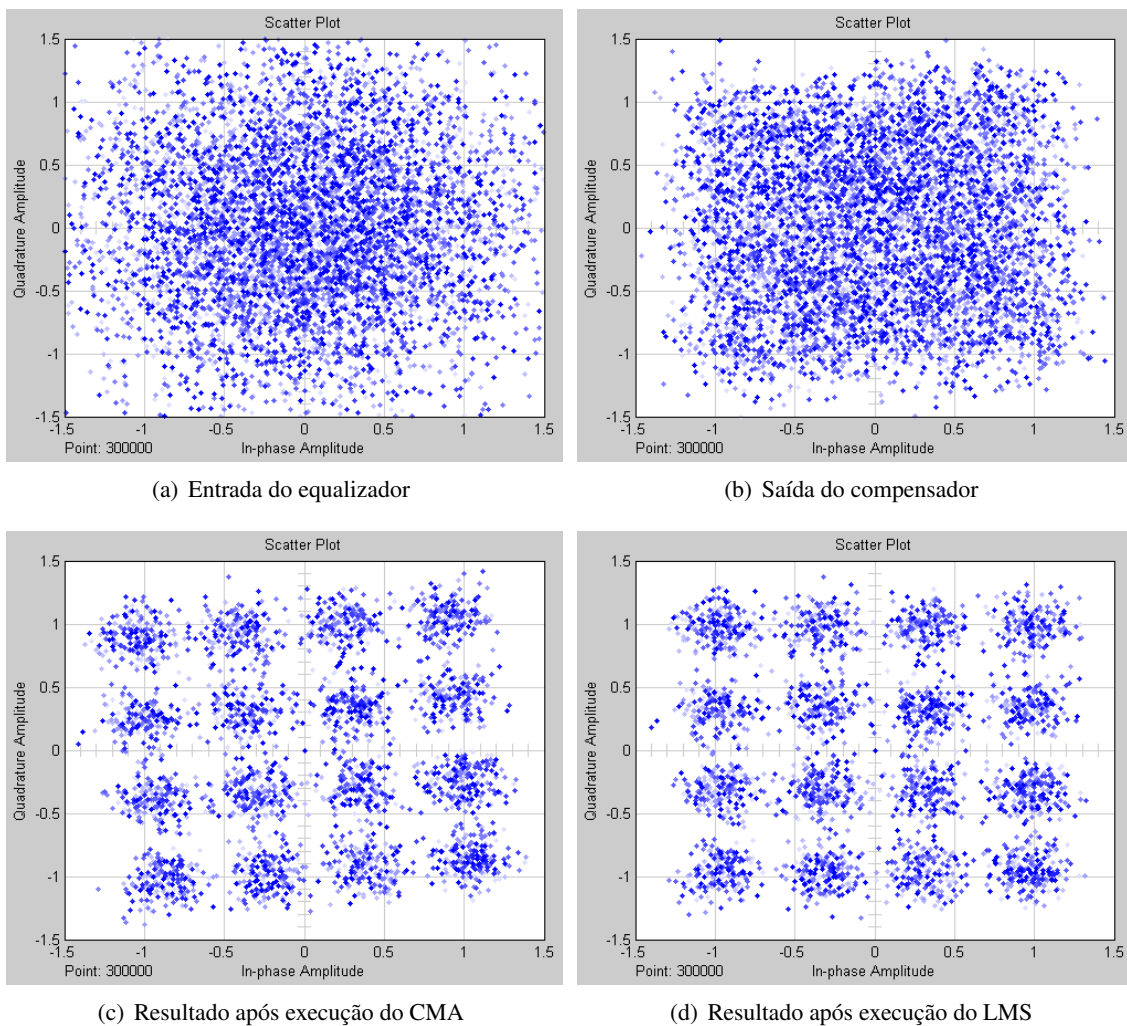 Scatter Plot
1.5
1
0.5
0
-0.5
-1
-1.5
Quadrature Amplitude
-1.5 -1 -0.5 0 0.5 1 1.5
Point: 300000 In-phase Amplitude
(a) Entrada do equalizador
Scatter Plot
1.5
1
0.5
0
-0.5
-1
-1.5
Quadrature Amplitude
-1.5 -1 -0.5 0 0.5 1 1.5
Point: 300000 In-phase Amplitude
(b) Saída do compensador
Scatter Plot
1.5
1
0.5
0
-0.5
-1
-1.5
Quadrature Amplitude
-1.5 -1 -0.5 0 0.5 1 1.5
Point: 300000 In-phase Amplitude
(c) Resultado após execução do CMA
Scatter Plot
1.5
1
0.5
0
-0.5
-1
-1.5
Quadrature Amplitude
-1.5 -1 -0.5 0 0.5 1 1.5
Point: 300000 In-phase Amplitude
(d) Resultado após execução do LMS